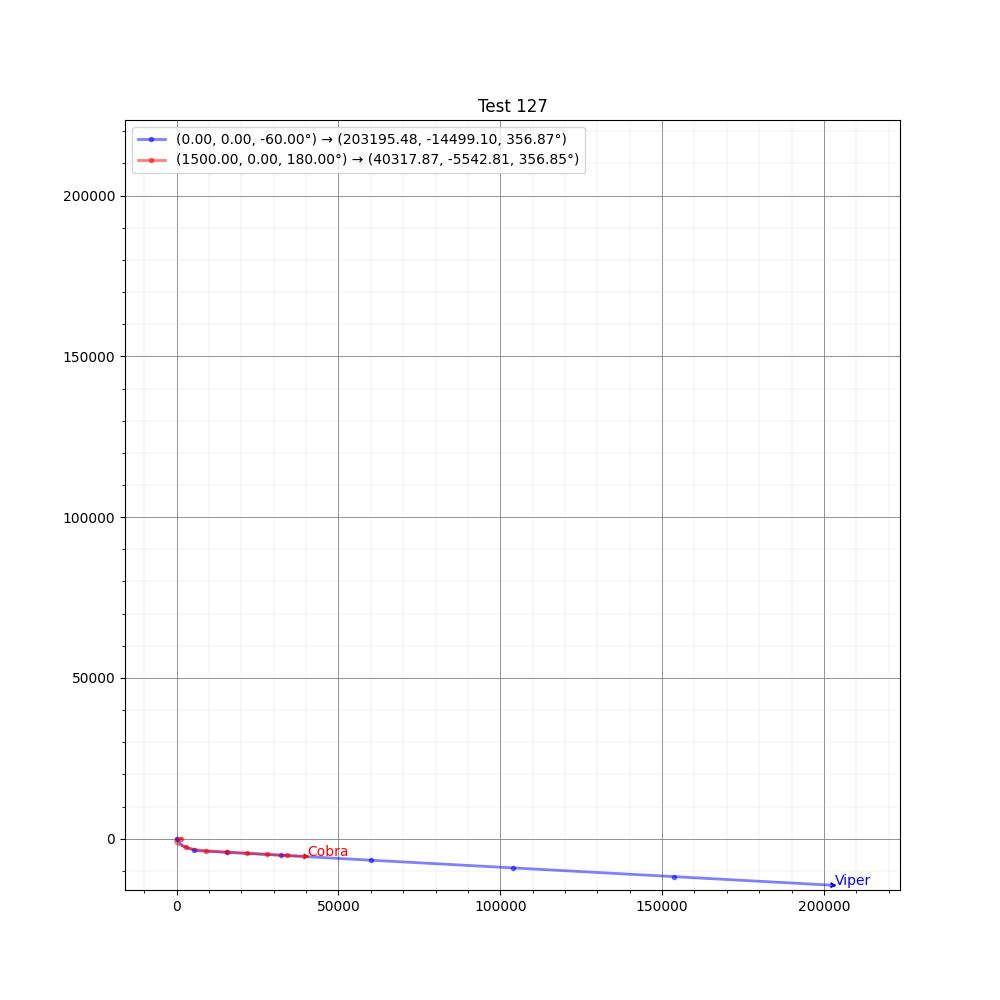 Test 127
(0.00, 0.00, -60.00°) → (203195.48, -14499.10, 356.87°)
(1500.00, 0.00, 180.00°) → (40317.87, -5542.81, 356.85°)
200000
150000
100000
50000
0
Cobra
Viper
0 50000 100000 150000 200000